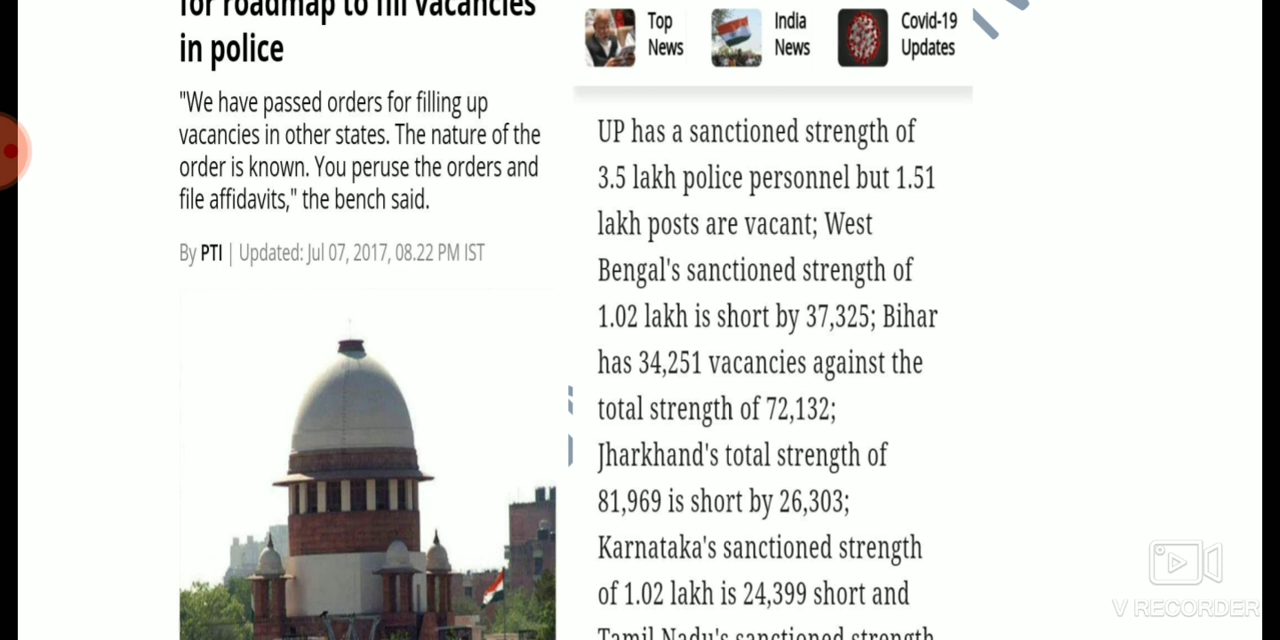 for roadmap to fill vacancies
in police
"We have passed orders for filling up
vacancies in other states. The nature of the
order is known. You peruse the orders and
file affidavits," the bench said.
By PTI | Updated: Jul 07, 2017, 08.22 PM IST
Top
News
India
News
Covid-19
Updates
UP has a sanctioned strength of
3.5 lakh police personnel but 1.51
lakh posts are vacant; West
Bengal's sanctioned strength of
1.02 lakh is short by 37,325; Bihar
has 34,251 vacancies against the
total strength of 72,132;
Jharkhand's total strength of
81,969 is short by 26,303;
Karnataka's sanctioned strength
of 1.02 lakh is 24,399 short and
Tamil Nadu's sanctioned strength
V RECORDER